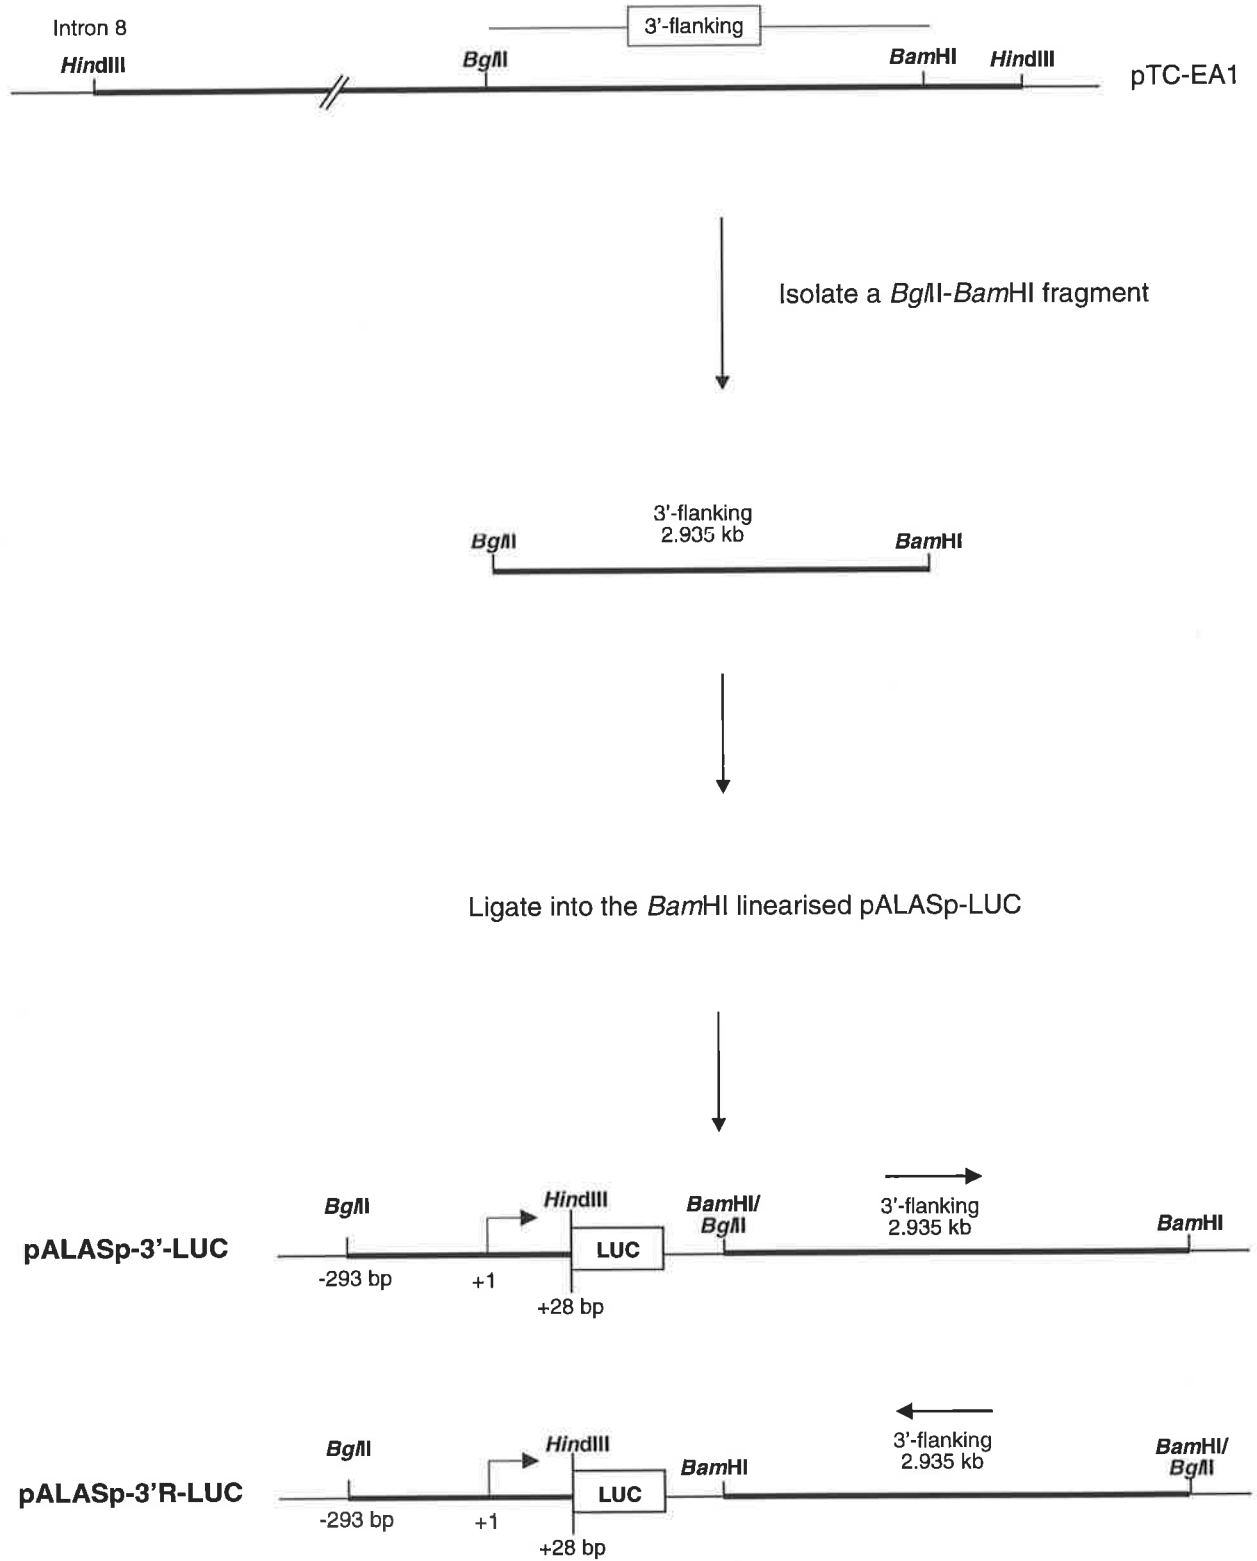 Intron 8
3'-flanking
HindIII
BglII
BamHI
HindIII
pTC-EA1
Isolate a BglII-BamHI fragment
3'-flanking
2.935 kb
BglII
BamHI
Ligate into the BamHI linearised pALASp-LUC
pALASp-3'-LUC
BglII
HindIII
BamHI/
BglII
3'-flanking
2.935 kb
BamHI
LUC
-293 bp
+1
+28 bp
pALASp-3'R-LUC
BglII
HindIII
BamHI
3'-flanking
2.935 kb
BamHI/
BglII
LUC
-293 bp
+1
+28 bp